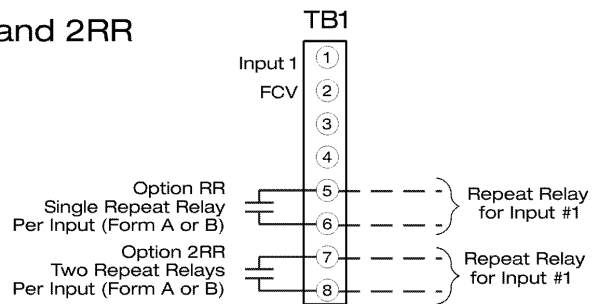 and 2RR
TB1
Input 1
FCV
1
2
3
4
5
6
7
8
Option RR
Single Repeat Relay
Per Input (Form A or B)
Repeat Relay
for Input #1
Option 2RR
Two Repeat Relays
Per Input (Form A or B)
Repeat Relay
for Input #1